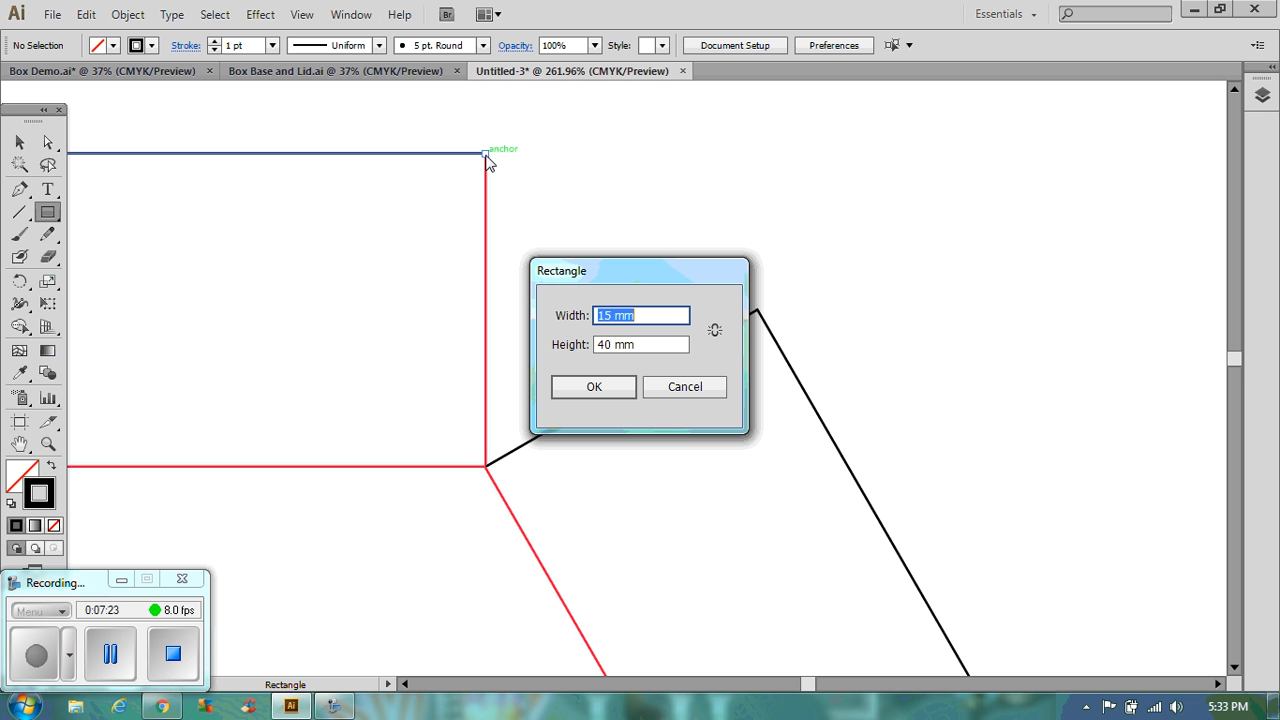 Ai File Edit Object Type Select Effect View Window Help Br Essentials
No Selection Stroke: 1 pt Uniform 5 pt. Round Opacity: 100% Style: Document Setup Preferences
Box Demo.ai* @ 37% (CMYK/Preview) Box Base and Lid.ai @ 37% (CMYK/Preview) Untitled-3* @ 261.96% (CMYK/Preview)
anchor
Rectangle
Width: 15 mm
Height: 40 mm
OK Cancel
Recording...
Menu 0:07:23 8.0 fps
Rectangle
Ai 5:33 PM